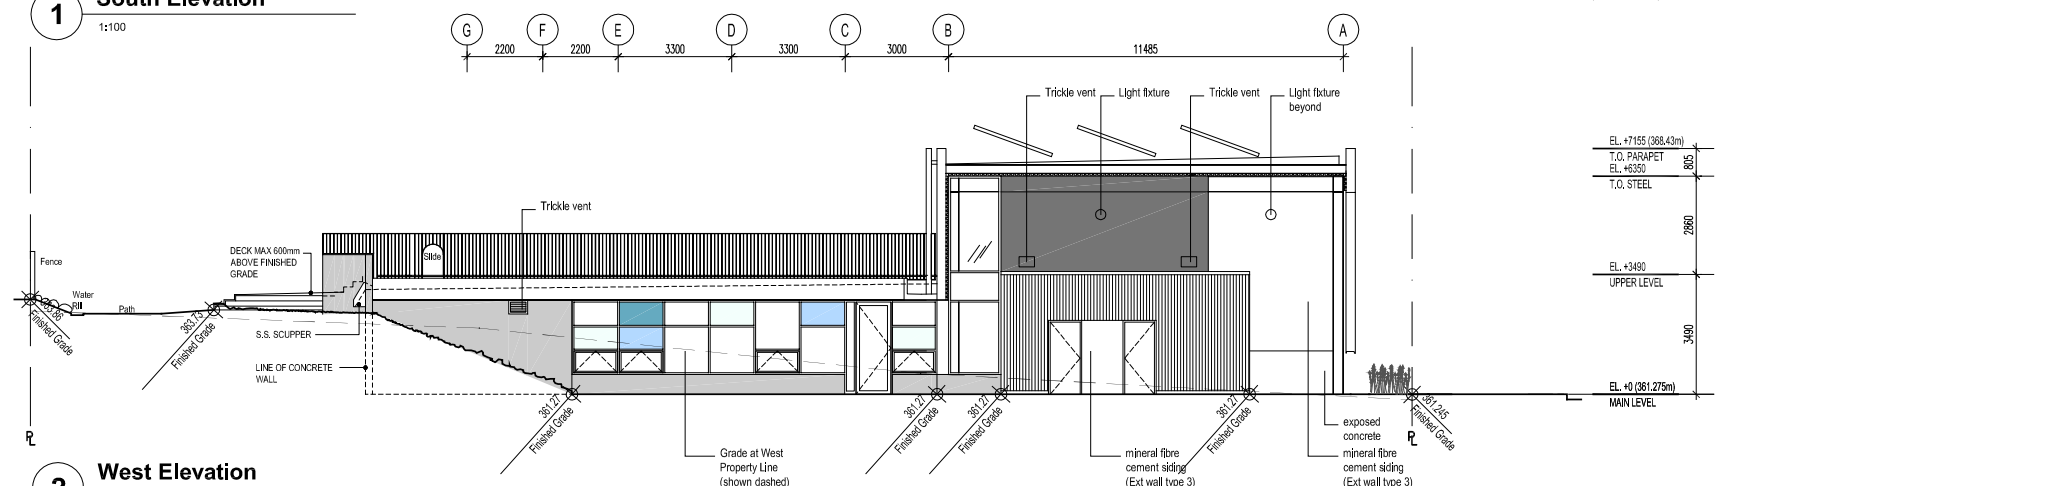 1 South Elevation
1:100
G F E D C B A
2200 2200 3300 3300 3000 11485
Trickle vent
Light fixture
Trickle vent
Light fixture
beyond
EL. +7155 (368.43m)
T.O. PARAPET
EL. +6350
T.O. STEEL
805
2860
EL. +3490
UPPER LEVEL
3490
EL. +0 (361.275m)
MAIN LEVEL
Trickle vent
DECK MAX 600mm
ABOVE FINISHED
GRADE
Slide
Fence
Water
Rill
Path
S.S. SCUPPER
LINE OF CONCRETE
WALL
Finished Grade
363.73
Finished Grade
361.27
Finished Grade
361.27
Finished Grade
361.27
Finished Grade
361.27
Finished Grade
361.245
Finished Grade
PL
PL
Grade at West
Property Line
(shown dashed)
mineral fibre
cement siding
(Ext wall type 3)
exposed
concrete
mineral fibre
cement siding
(Ext wall type 3)
2 West Elevation